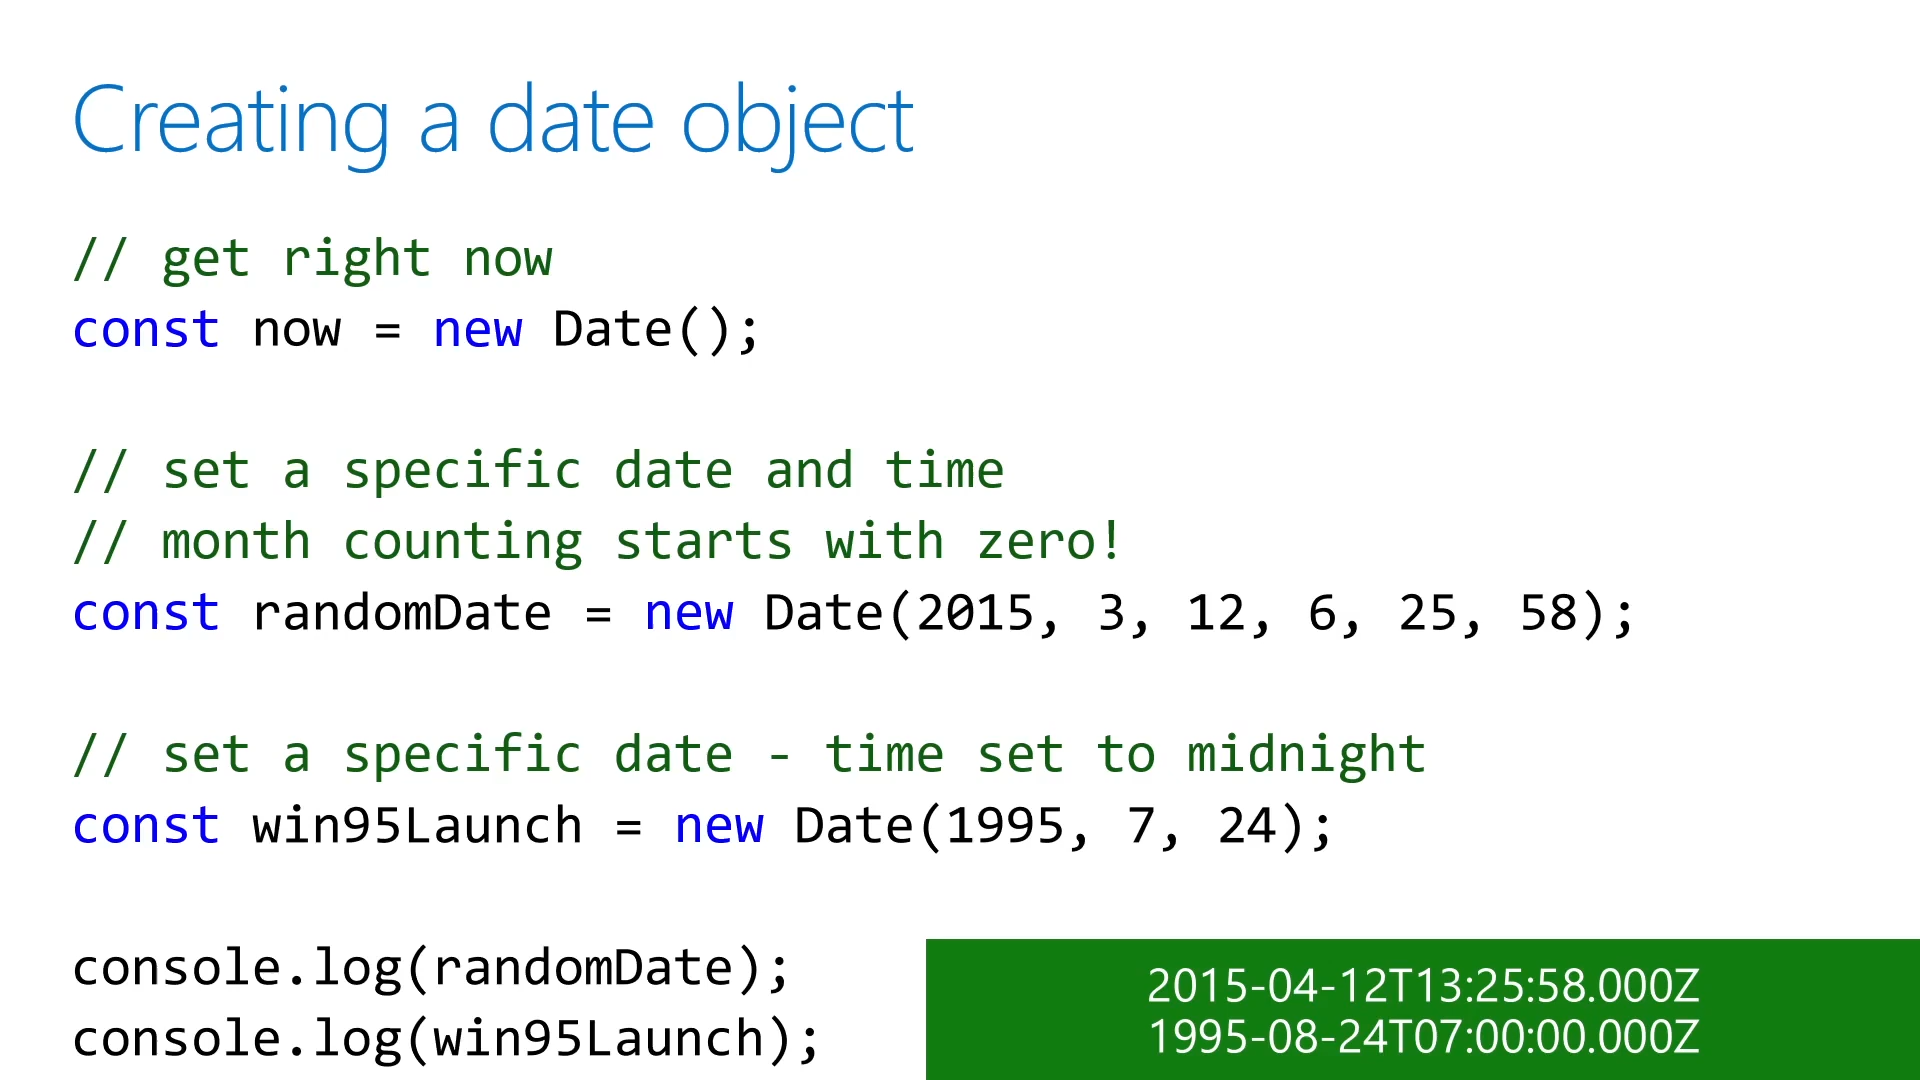 Creating a date object
// get right now
const now = new Date();
// set a specific date and time
// month counting starts with zero!
const randomDate = new Date(2015, 3, 12, 6, 25, 58);
// set a specific date - time set to midnight
const win95Launch = new Date(1995, 7, 24);
console.log(randomDate);
console.log(win95Launch);
2015-04-12T13:25:58.000Z
1995-08-24T07:00:00.000Z